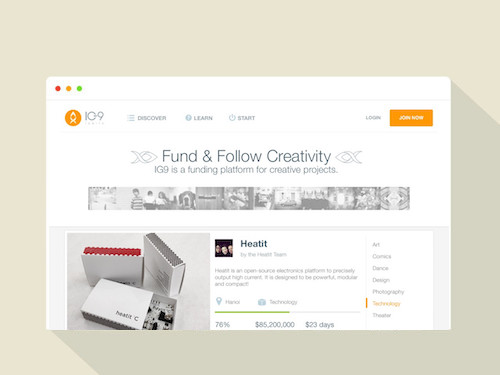 IG9
DISCOVER
LEARN
START
LOGIN
JOIN NOW
Fund & Follow Creativity
IG9 is a funding platform for creative projects.
Heatit
by the Heatit Team
Heatit is an open-source electronics platform to precisely
output high current. It is designed to be powerful, modular
and compact!
Hanoi
Technology
76%
$85,200,000
$23 days
Art
Comics
Dance
Design
Photography
Technology
Theater
heatit °C